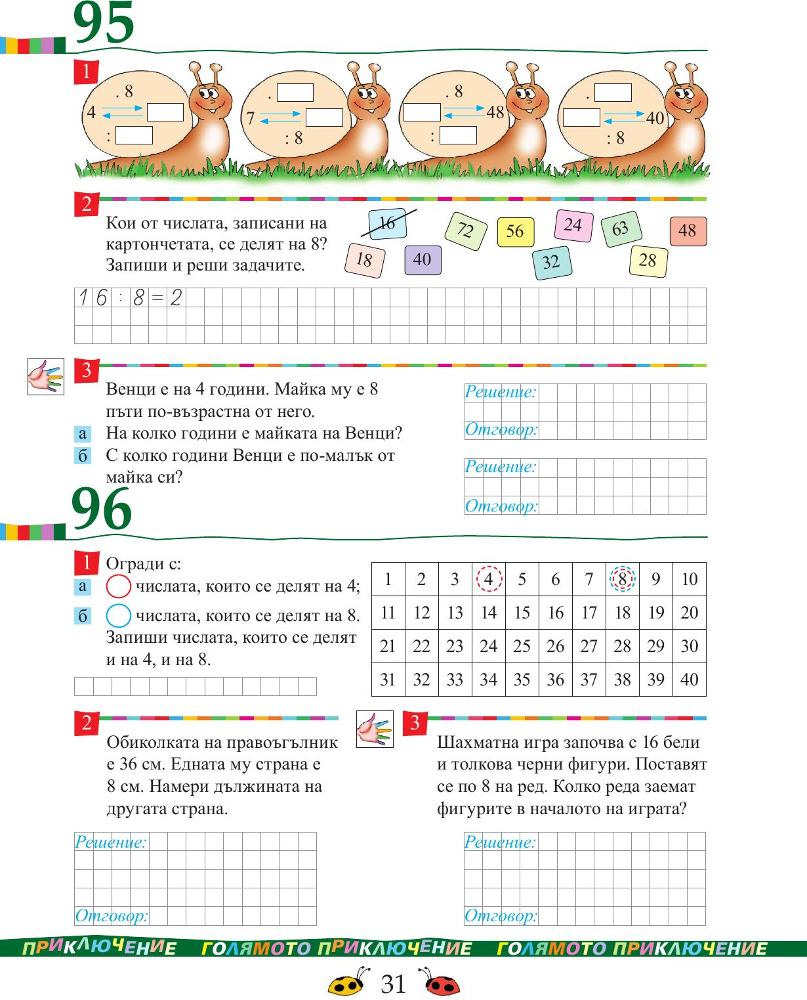 95
1
. 8
4
:
.
7
: 8
. 8
48
:
.
40
: 8
2
Кои от числата, записани на
картончетата, се делят на 8?
Запиши и реши задачите.
16 72 56 24 63 48
18 40 32 28
16 : 8 = 2
3
Венци е на 4 години. Майка му е 8
пъти по-възрастна от него.
а На колко години е майката на Венци?
б С колко години Венци е по-малък от
майка си?
Решение:
Отговор:
Решение:
Отговор:
96
1 Огради с:
а числата, които се делят на 4;
б числата, които се делят на 8.
Запиши числата, които се делят
и на 4, и на 8.
1 2 3 4 5 6 7 8 9 10
11 12 13 14 15 16 17 18 19 20
21 22 23 24 25 26 27 28 29 30
31 32 33 34 35 36 37 38 39 40
2
Обиколката на правоъгълник
е 36 см. Едната му страна е
8 см. Намери дължината на
другата страна.
Решение:
Отговор:
3
Шахматна игра започва с 16 бели
и толкова черни фигури. Поставят
се по 8 на ред. Колко реда заемат
фигурите в началото на играта?
Решение:
Отговор:
ПРИКЛЮЧЕНИЕ ГОЛЯМОТО ПРИКЛЮЧЕНИЕ ГОЛЯМОТО ПРИКЛЮЧЕНИЕ
31